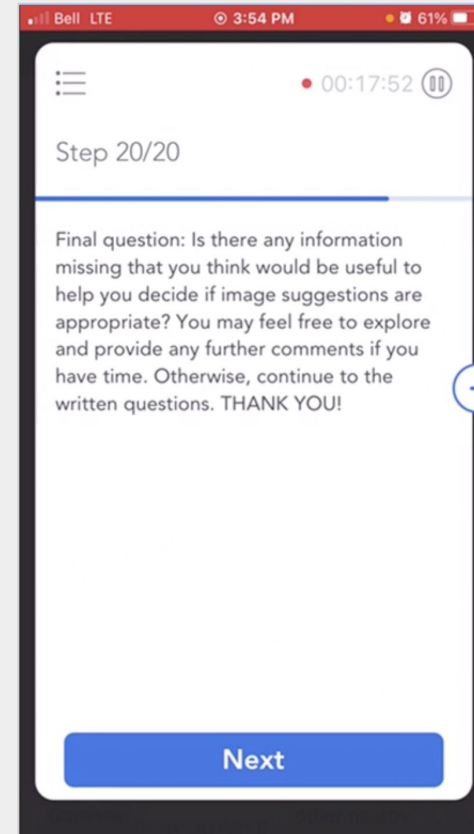 Bell LTE 3:54 PM 61%
00:17:52
Step 20/20
Final question: Is there any information
missing that you think would be useful to
help you decide if image suggestions are
appropriate? You may feel free to explore
and provide any further comments if you
have time. Otherwise, continue to the
written questions. THANK YOU!
Next